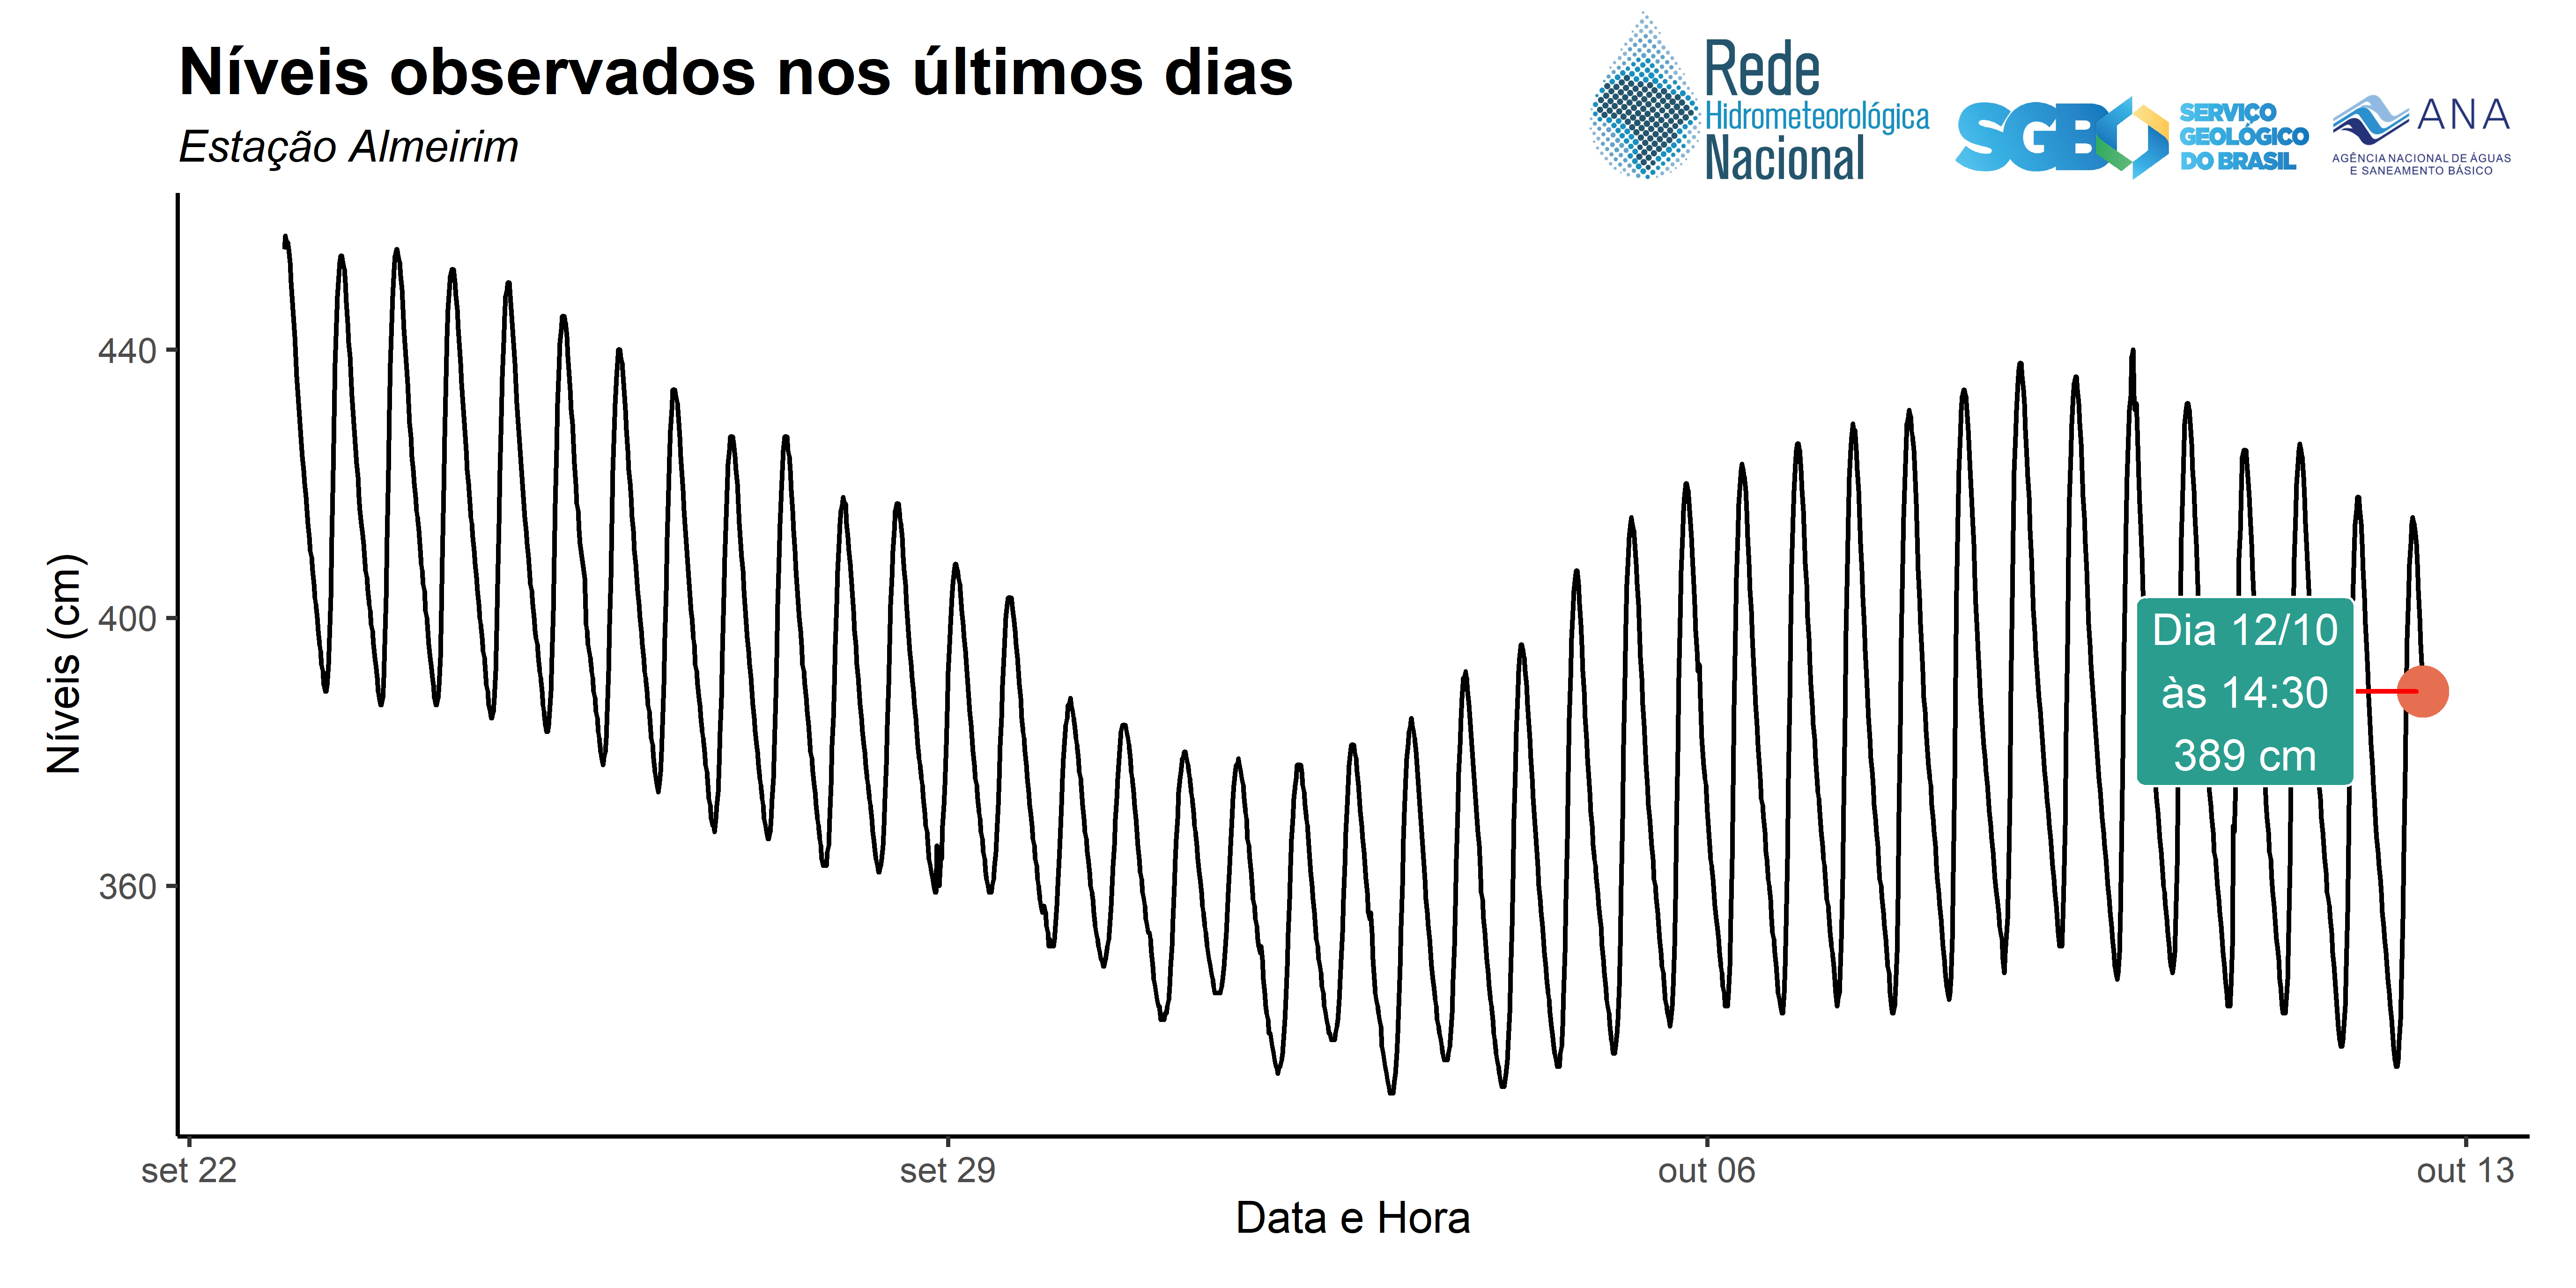 Níveis observados nos últimos dias
Estação Almeirim
Rede
Hidrometeorológica
Nacional
SGB
SERVIÇO
GEOLÓGICO
DO BRASIL
ANA
AGÊNCIA NACIONAL DE ÁGUAS
E SANEAMENTO BÁSICO
Níveis (cm)
440
400
360
Dia 12/10
às 14:30
389 cm
set 22
set 29
out 06
out 13
Data e Hora